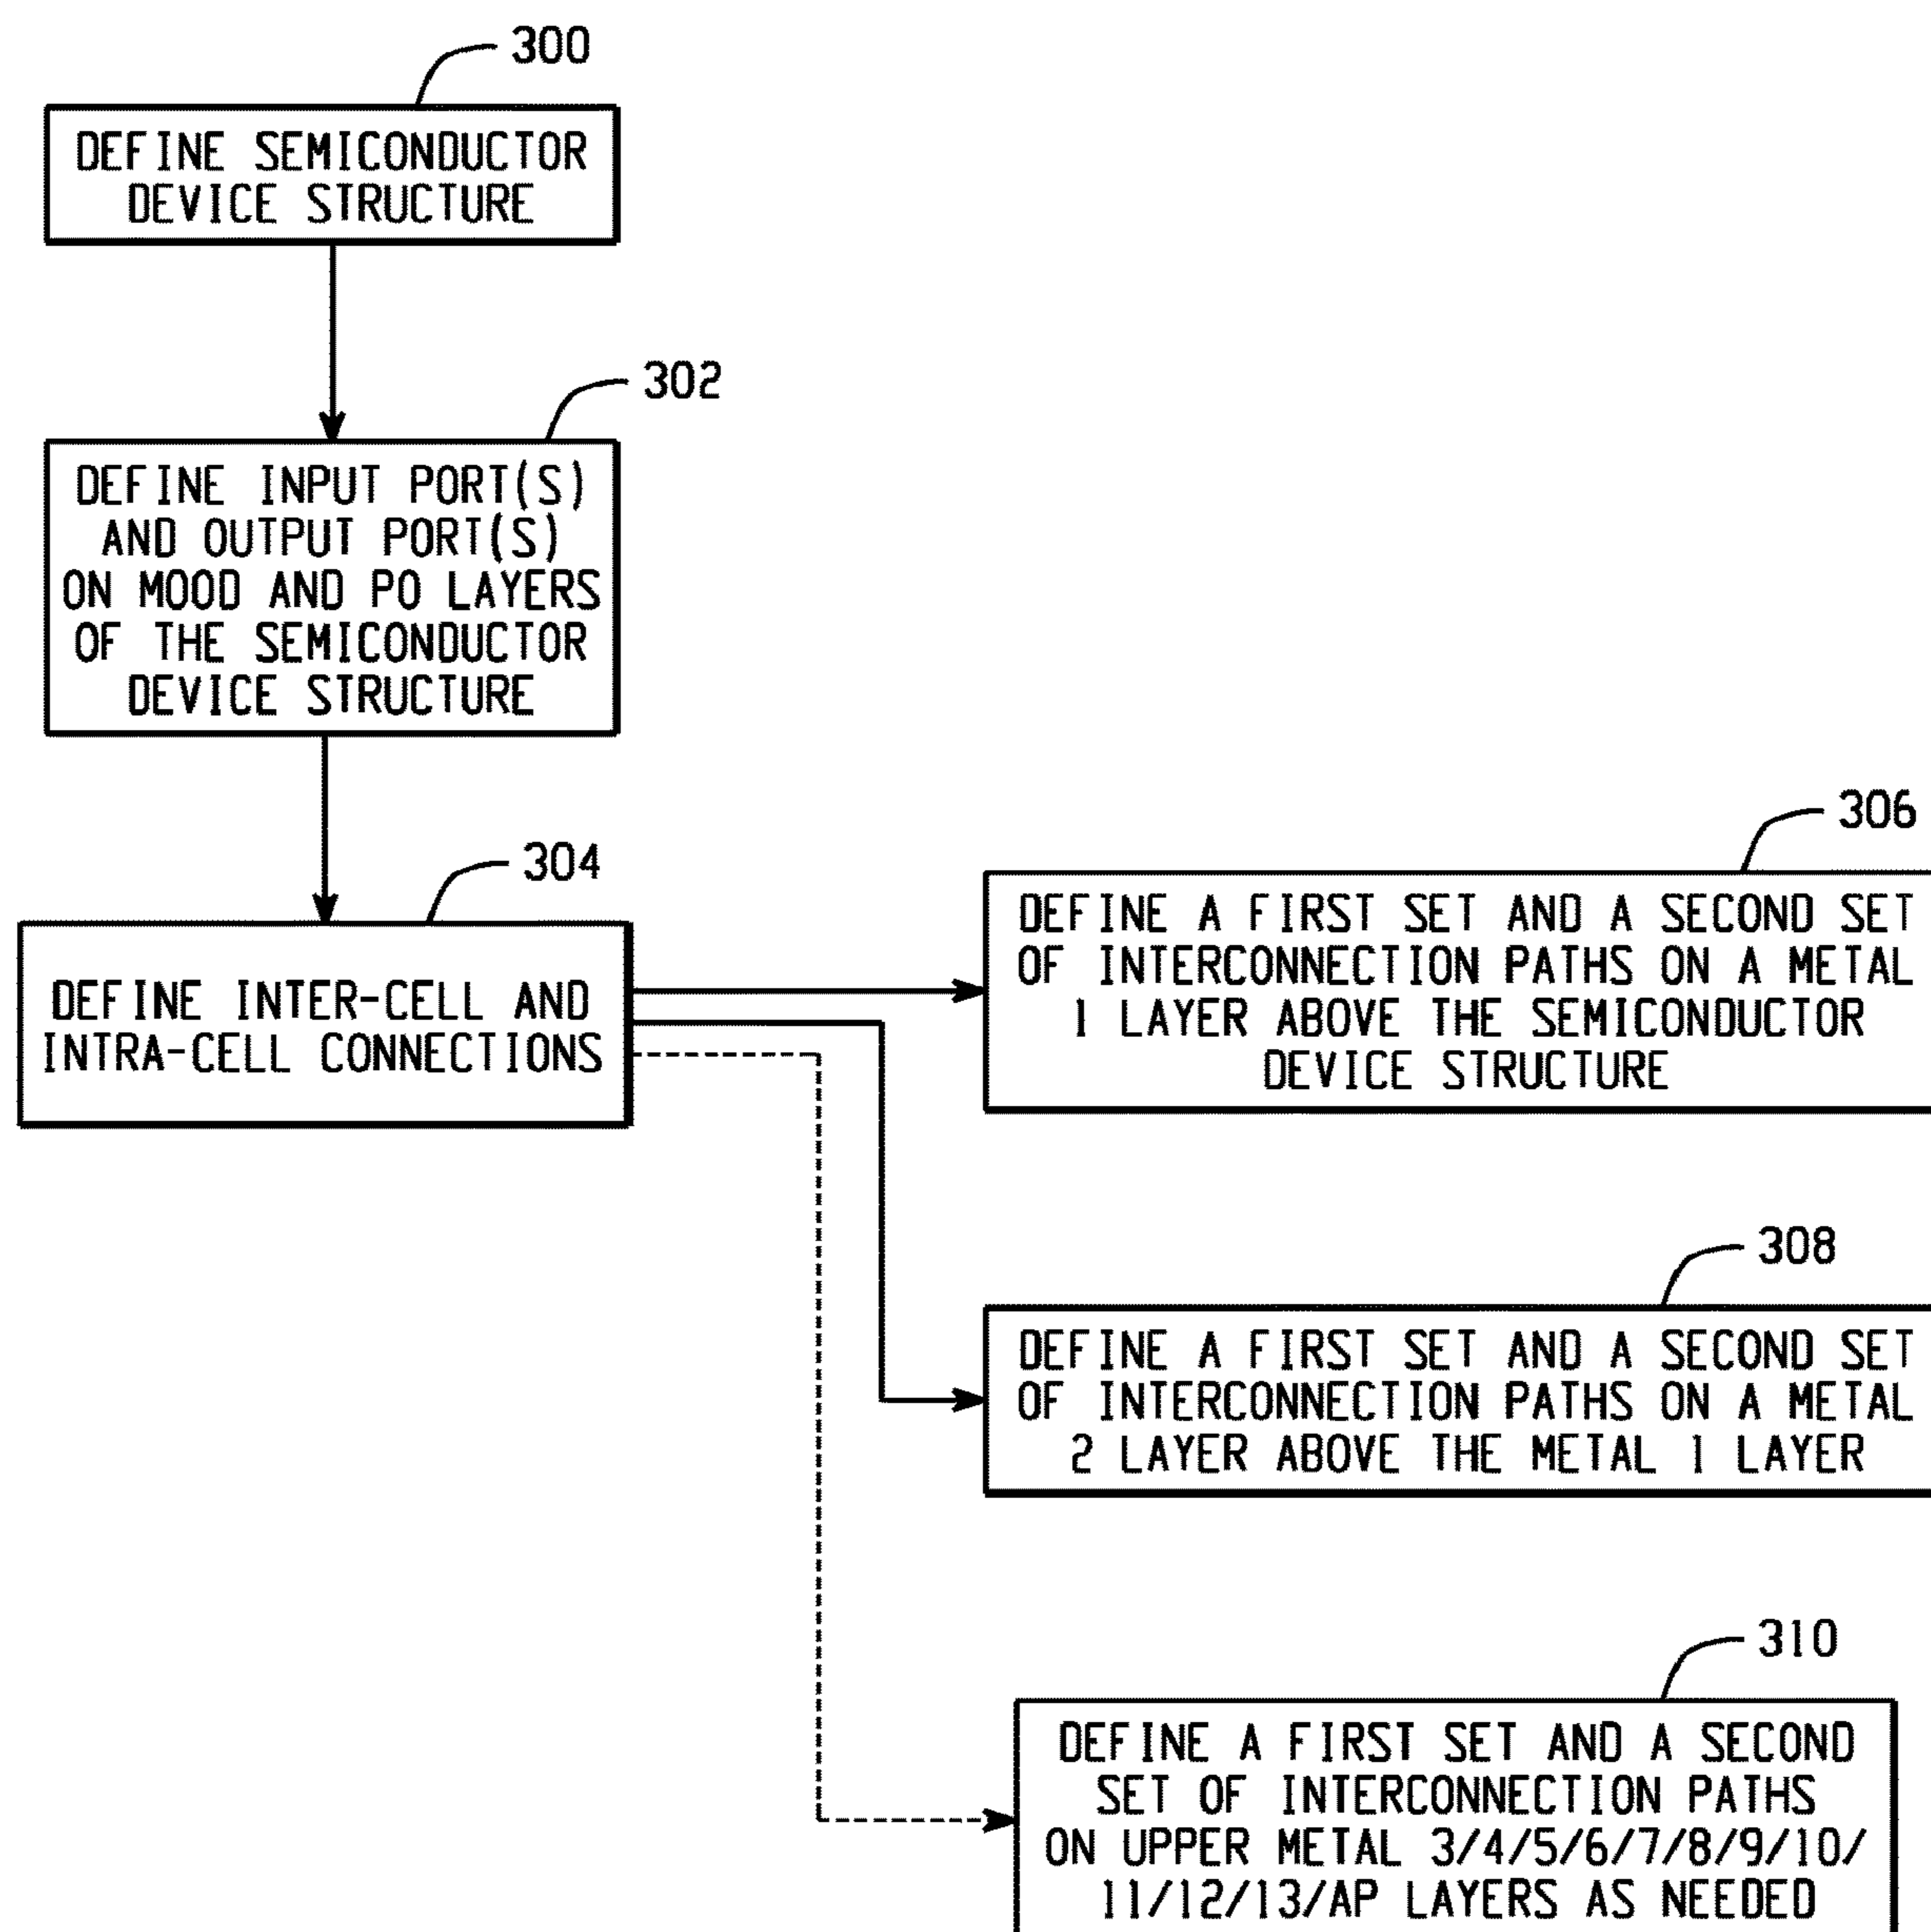 300
DEFINE SEMICONDUCTOR
DEVICE STRUCTURE
302
DEFINE INPUT PORT(S)
AND OUTPUT PORT(S)
ON MOOD AND PO LAYERS
OF THE SEMICONDUCTOR
DEVICE STRUCTURE
304
DEFINE INTER-CELL AND
INTRA-CELL CONNECTIONS
306
DEFINE A FIRST SET AND A SECOND SET
OF INTERCONNECTION PATHS ON A METAL
1 LAYER ABOVE THE SEMICONDUCTOR
DEVICE STRUCTURE
308
DEFINE A FIRST SET AND A SECOND SET
OF INTERCONNECTION PATHS ON A METAL
2 LAYER ABOVE THE METAL 1 LAYER
310
DEFINE A FIRST SET AND A SECOND
SET OF INTERCONNECTION PATHS
ON UPPER METAL 3/4/5/6/7/8/9/10/
11/12/13/AP LAYERS AS NEEDED